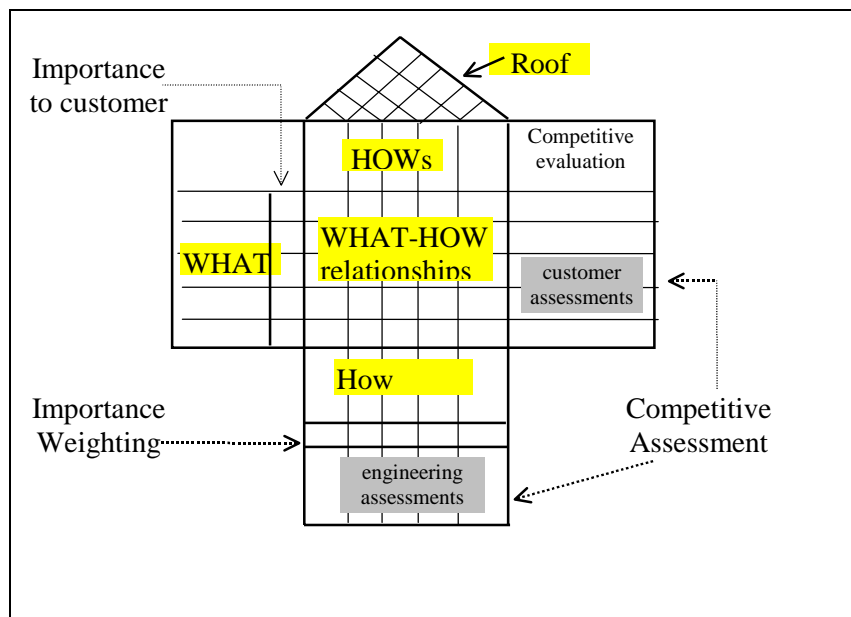 Importance
to customer
Roof
HOWs
Competitive
evaluation
WHAT
WHAT-HOW
relationships
customer
assessments
How
Importance
Weighting
engineering
assessments
Competitive
Assessment